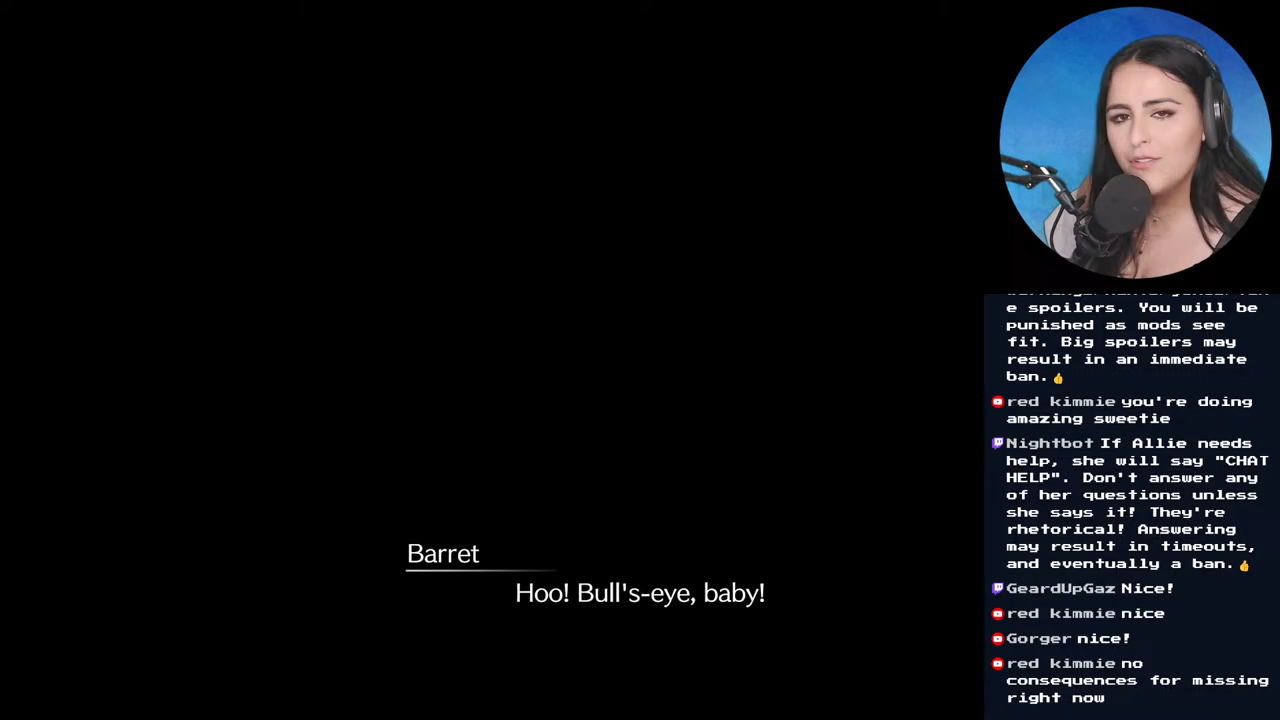 Barret
Hoo! Bull's-eye, baby!
e spoilers. You will be
punished as mods see
fit. Big spoilers may
result in an immediate
ban.👍
red kimmie you're doing
amazing sweetie
Nightbot If Allie needs
help, she will say "CHAT
HELP". Don't answer any
of her questions unless
she says it! They're
rhetorical! Answering
may result in timeouts,
and eventually a ban.👍
GeardUpGaz Nice!
red kimmie nice
Gorger nice!
red kimmie no
consequences for missing
right now